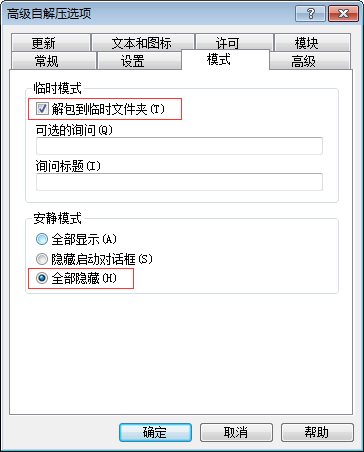 高级自解压选项
更新 文本和图标 许可 模块
常规 设置 模式 高级
临时模式
解包到临时文件夹(T)
可选的询问(Q)
询问标题(I)
安静模式
全部显示(A)
隐藏启动对话框(S)
全部隐藏(H)
确定 取消 帮助